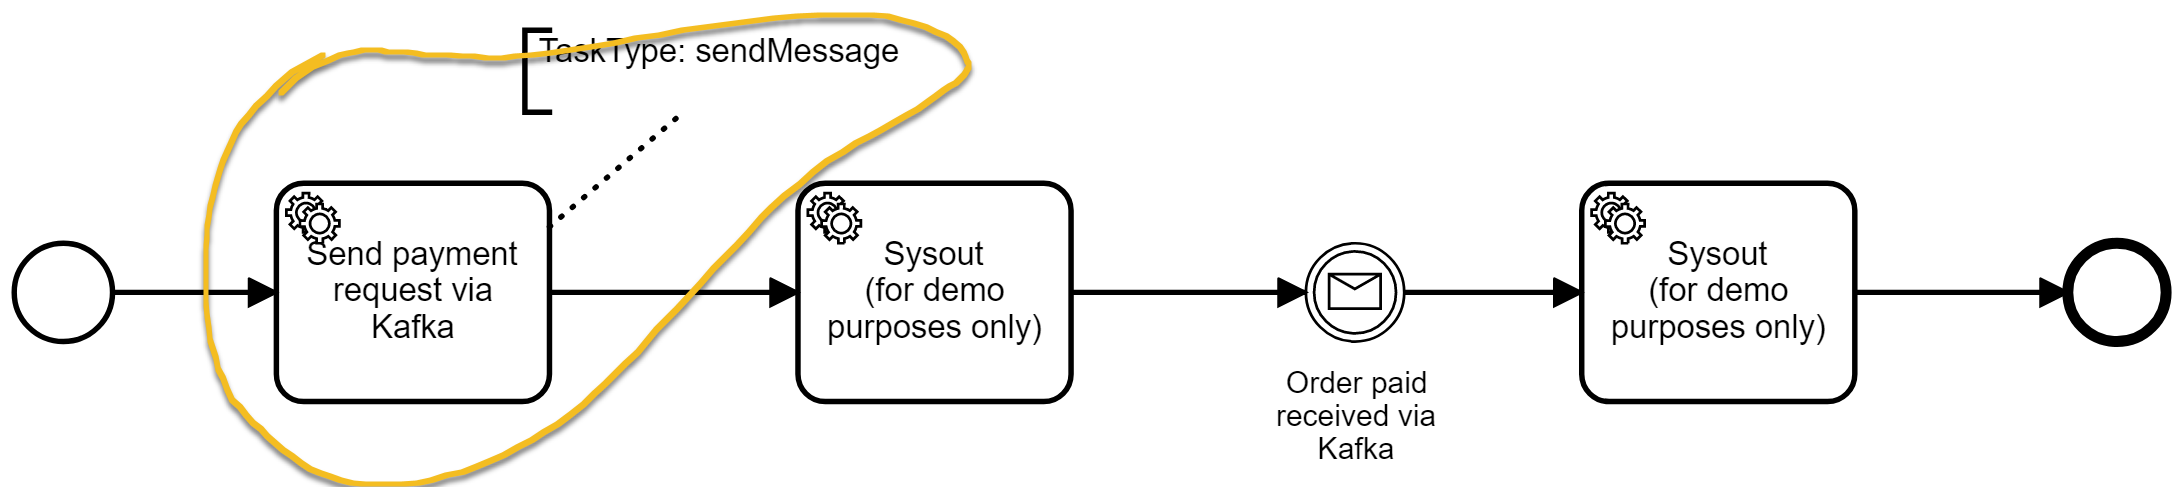 TaskType: sendMessage
Send payment
request via
Kafka
Sysout
(for demo
purposes only)
Order paid
received via
Kafka
Sysout
(for demo
purposes only)